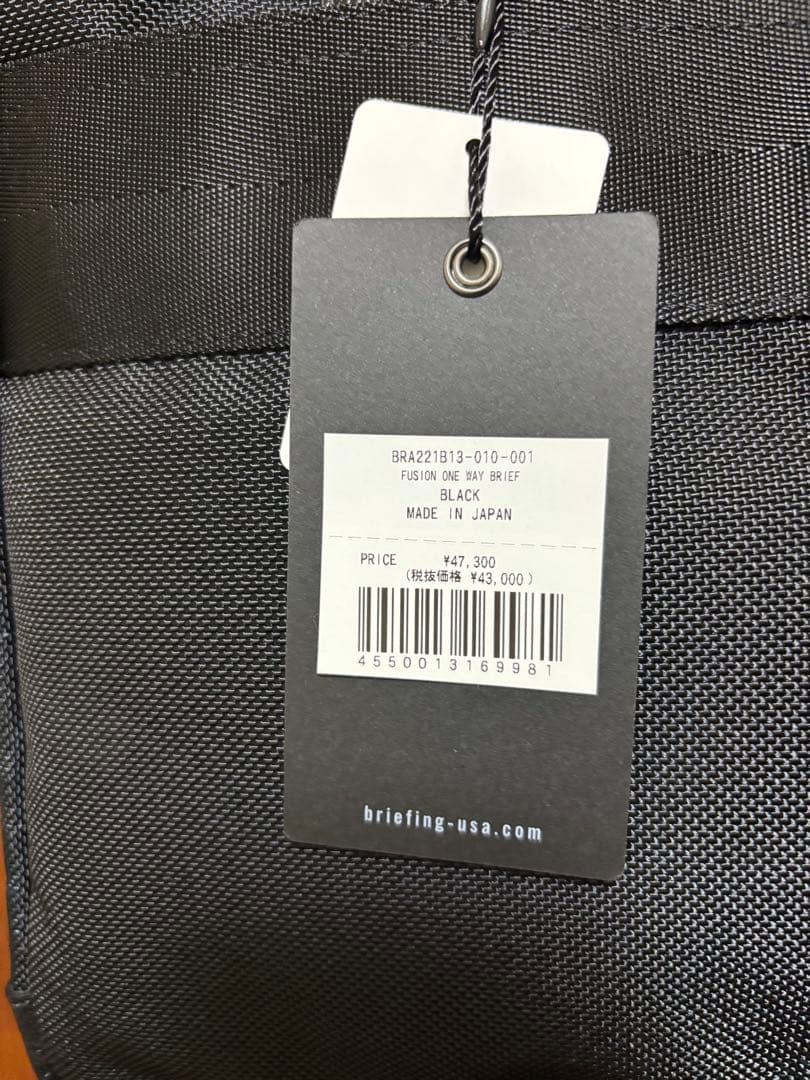 BRA221B13-010-001
FUSION ONE WAY BRIEF
BLACK
MADE IN JAPAN
PRICE ¥47,300
(税抜価格 ¥43,000)
4550013169981
briefing-usa.com